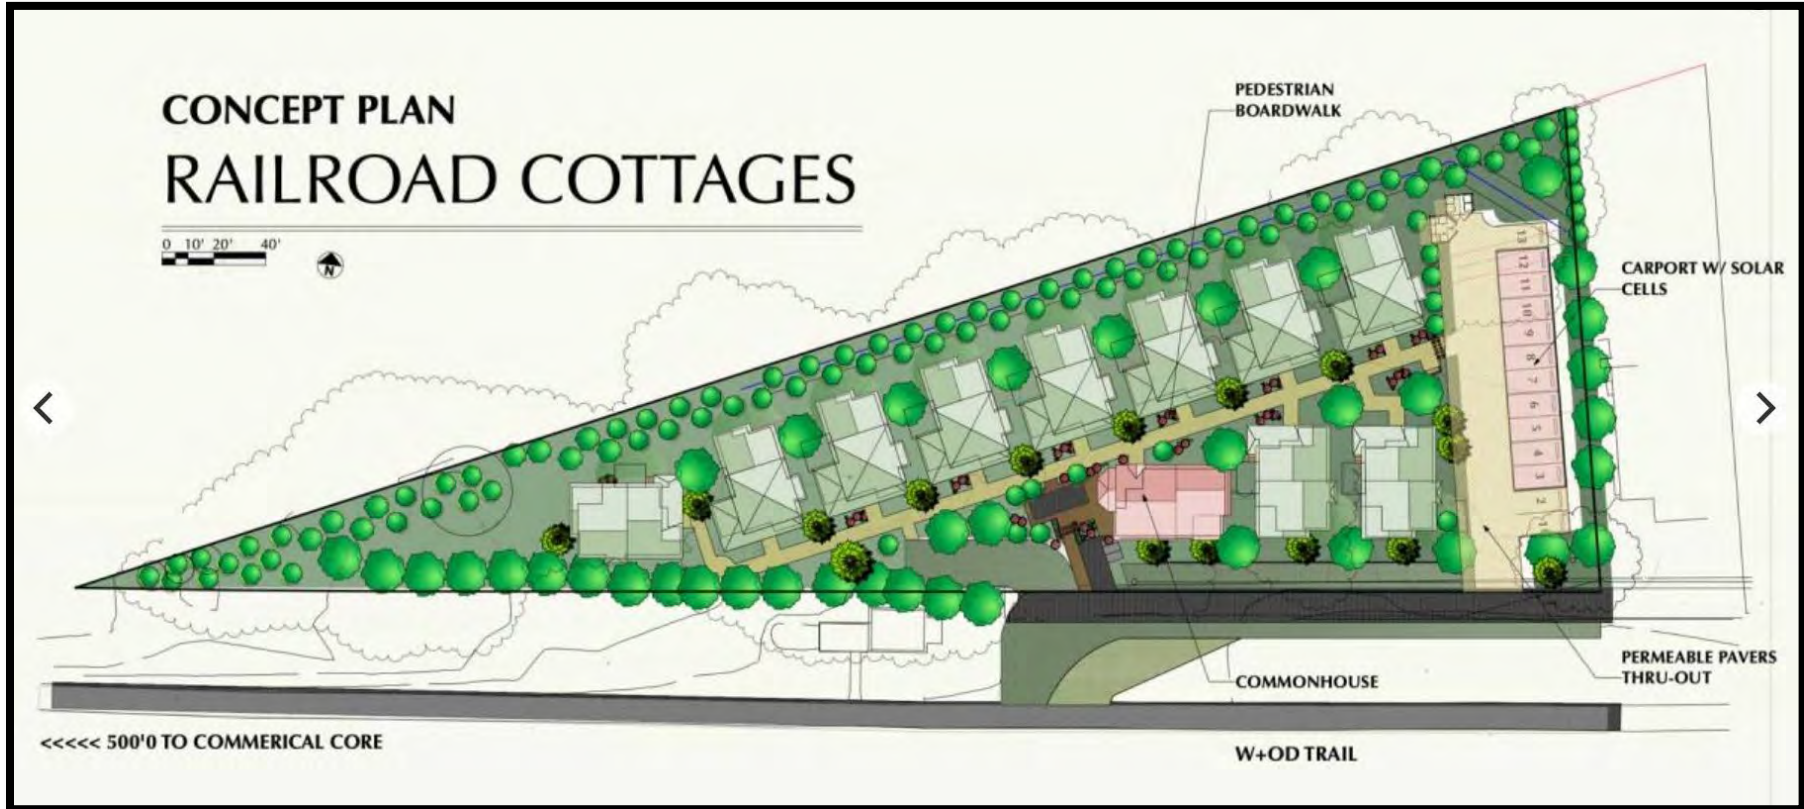 CONCEPT PLAN
RAILROAD COTTAGES
0 10' 20' 40'
N
PEDESTRIAN
BOARDWALK
CARPORT W/ SOLAR
CELLS
13
12
11
10
9
8
7
6
5
4
3
2
1
PERMEABLE PAVERS
THRU-OUT
COMMONHOUSE
<<<<< 500'0 TO COMMERICAL CORE
W+OD TRAIL